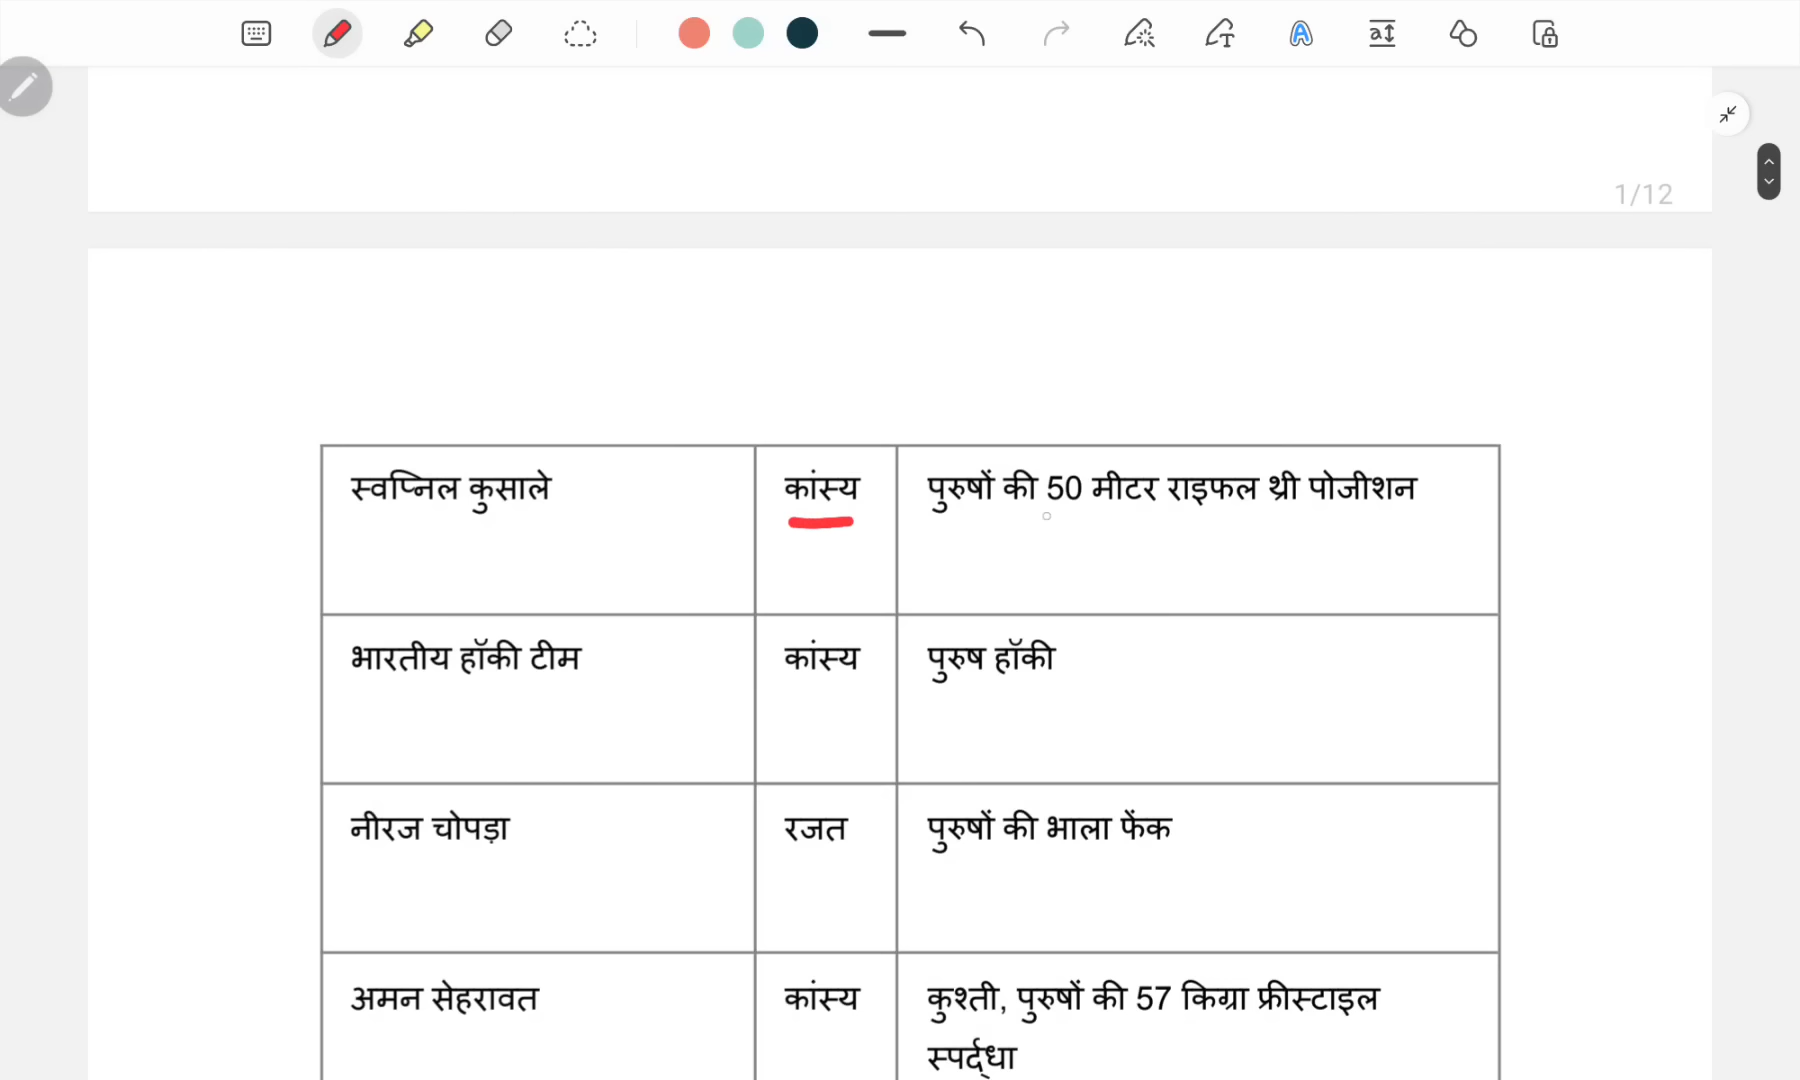 1/12
स्वप्निल कुसाले कांस्य पुरुषों की 50 मीटर राइफल थ्री पोजीशन
भारतीय हॉकी टीम कांस्य पुरुष हॉकी
नीरज चोपड़ा रजत पुरुषों की भाला फेंक
अमन सेहरावत कांस्य कुश्ती, पुरुषों की 57 किग्रा फ्रीस्टाइल
स्पर्द्धा